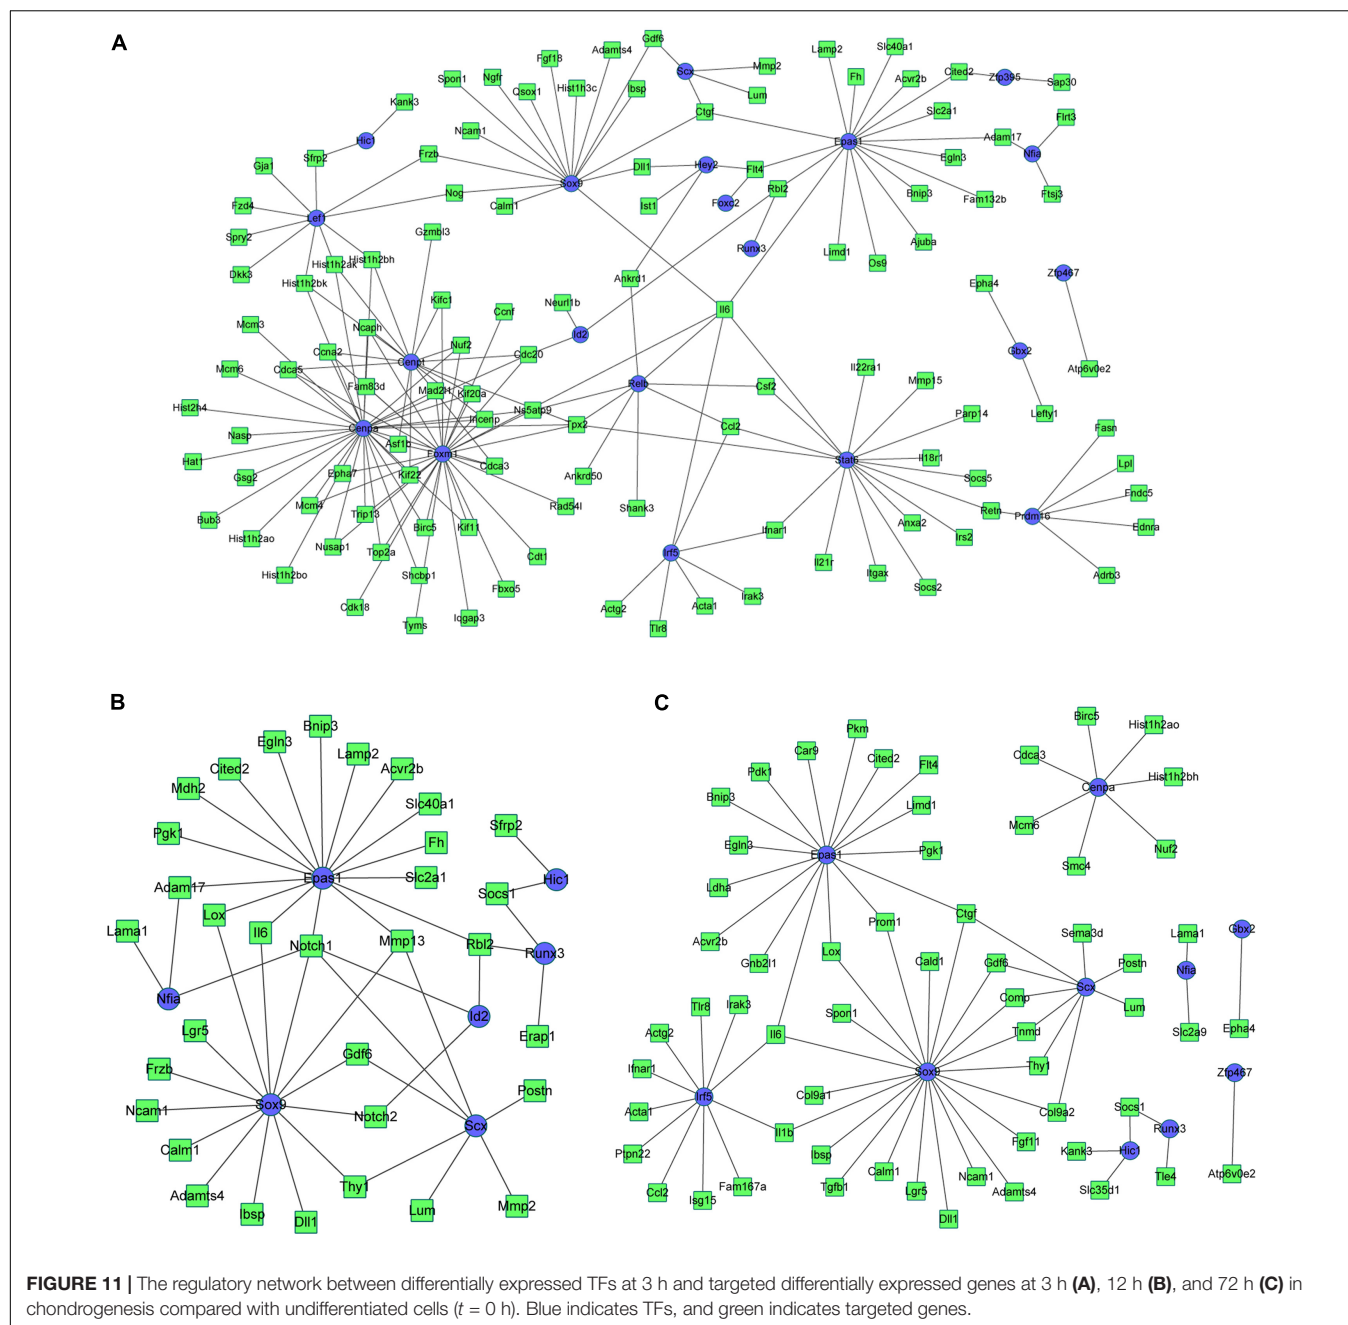 A
Gdf6
Adamts4
Fgf18
Lamp2
Slc40a1
Scx
Mmp2
Spon1
Ngfr
Qsox1
Hist1h3c
Ibsp
Lum
Fh
Acvr2b
Cited2
Zfp395
Sap30
Kank3
Ctgf
Slc2a1
Flrt3
Ncam1
Hic1
Epas1
Adam17
Nfia
Gja1
Sfrp2
Frzb
Dll1
Hey2
Flt4
Egln3
Sox9
Rbl2
Bnip3
Fam132b
Ftsj3
Fzd4
Nog
Calm1
Ist1
Foxc2
Lef1
Spry2
Gzmbl3
Runx3
Limd1
Os9
Ajuba
Dkk3
Hist1h2ak
Hist1h2bh
Hist1h2bk
Ankrd1
Epha4
Zfp467
Kifc1
Ccnf
Neurl1b
Il6
Mcm3
Ncaph
Id2
Ccna2
Nuf2
Cdc20
Gbx2
Mcm6
Cdca5
Cenpf
Il22ra1
Atp6v0e2
Fam83d
Mad2l1
Kif20a
Relb
Csf2
Mmp15
Hist2h4
Incenp
Ns5atp9
Parp14
Lefty1
Nasp
Cenpa
Asf1b
Tpx2
Ccl2
Fasn
Hat1
Foxm1
Stat6
Il18r1
Lpl
Gsg2
Epha7
Kif22
Cdca3
Ankrd50
Socs5
Fndc5
Bub3
Mcm4
Trip13
Rad54l
Shank3
Retn
Prdm16
Ednra
Hist1h2ao
Birc5
Kif11
Ifnar1
Anxa2
Irs2
Nusap1
Top2a
Cdt1
Irf5
Il21r
Hist1h2bo
Shcbp1
Fbxo5
Itgax
Socs2
Adrb3
Cdk18
Tyms
Iqgap3
Actg2
Acta1
Irak3
Tlr8
B
Bnip3
Egln3
Lamp2
Cited2
Acvr2b
Mdh2
Slc40a1
Pgk1
Fh
Sfrp2
Adam17
Epas1
Slc2a1
Socs1
Hic1
Lox
Lama1
Il6
Notch1
Mmp13
Rbl2
Runx3
Nfia
Id2
Lgr5
Erap1
Gdf6
Frzb
Postn
Ncam1
Sox9
Notch2
Scx
Calm1
Adamts4
Thy1
Ibsp
Dll1
Lum
Mmp2
C
Pkm
Car9
Cited2
Pdk1
Flt4
Bnip3
Limd1
Egln3
Epas1
Pgk1
Ldha
Prom1
Ctgf
Acvr2b
Gnb2l1
Lox
Birc5
Hist1h2ao
Cdca3
Hist1h2bh
Cenpa
Mcm6
Smc4
Nuf2
Sema3d
Cald1
Gdf6
Postn
Scx
Comp
Lum
Tnmd
Lama1
Nfia
Slc2a9
Gbx2
Epha4
Tlr8
Irak3
Actg2
Il6
Spon1
Ifnar1
Sox9
Thy1
Irf5
Acta1
Col9a1
Col9a2
Ptpn22
Il1b
Fgf11
Ccl2
Isg15
Fam167a
Ibsp
Tgfb1
Calm1
Lgr5
Ncam1
Adamts4
Dll1
Socs1
Runx3
Kank3
Hic1
Slc35d1
Tle4
Zfp467
Atp6v0e2
FIGURE 11 | The regulatory network between differentially expressed TFs at 3 h and targeted differentially expressed genes at 3 h (A), 12 h (B), and 72 h (C) in
chondrogenesis compared with undifferentiated cells (t = 0 h). Blue indicates TFs, and green indicates targeted genes.